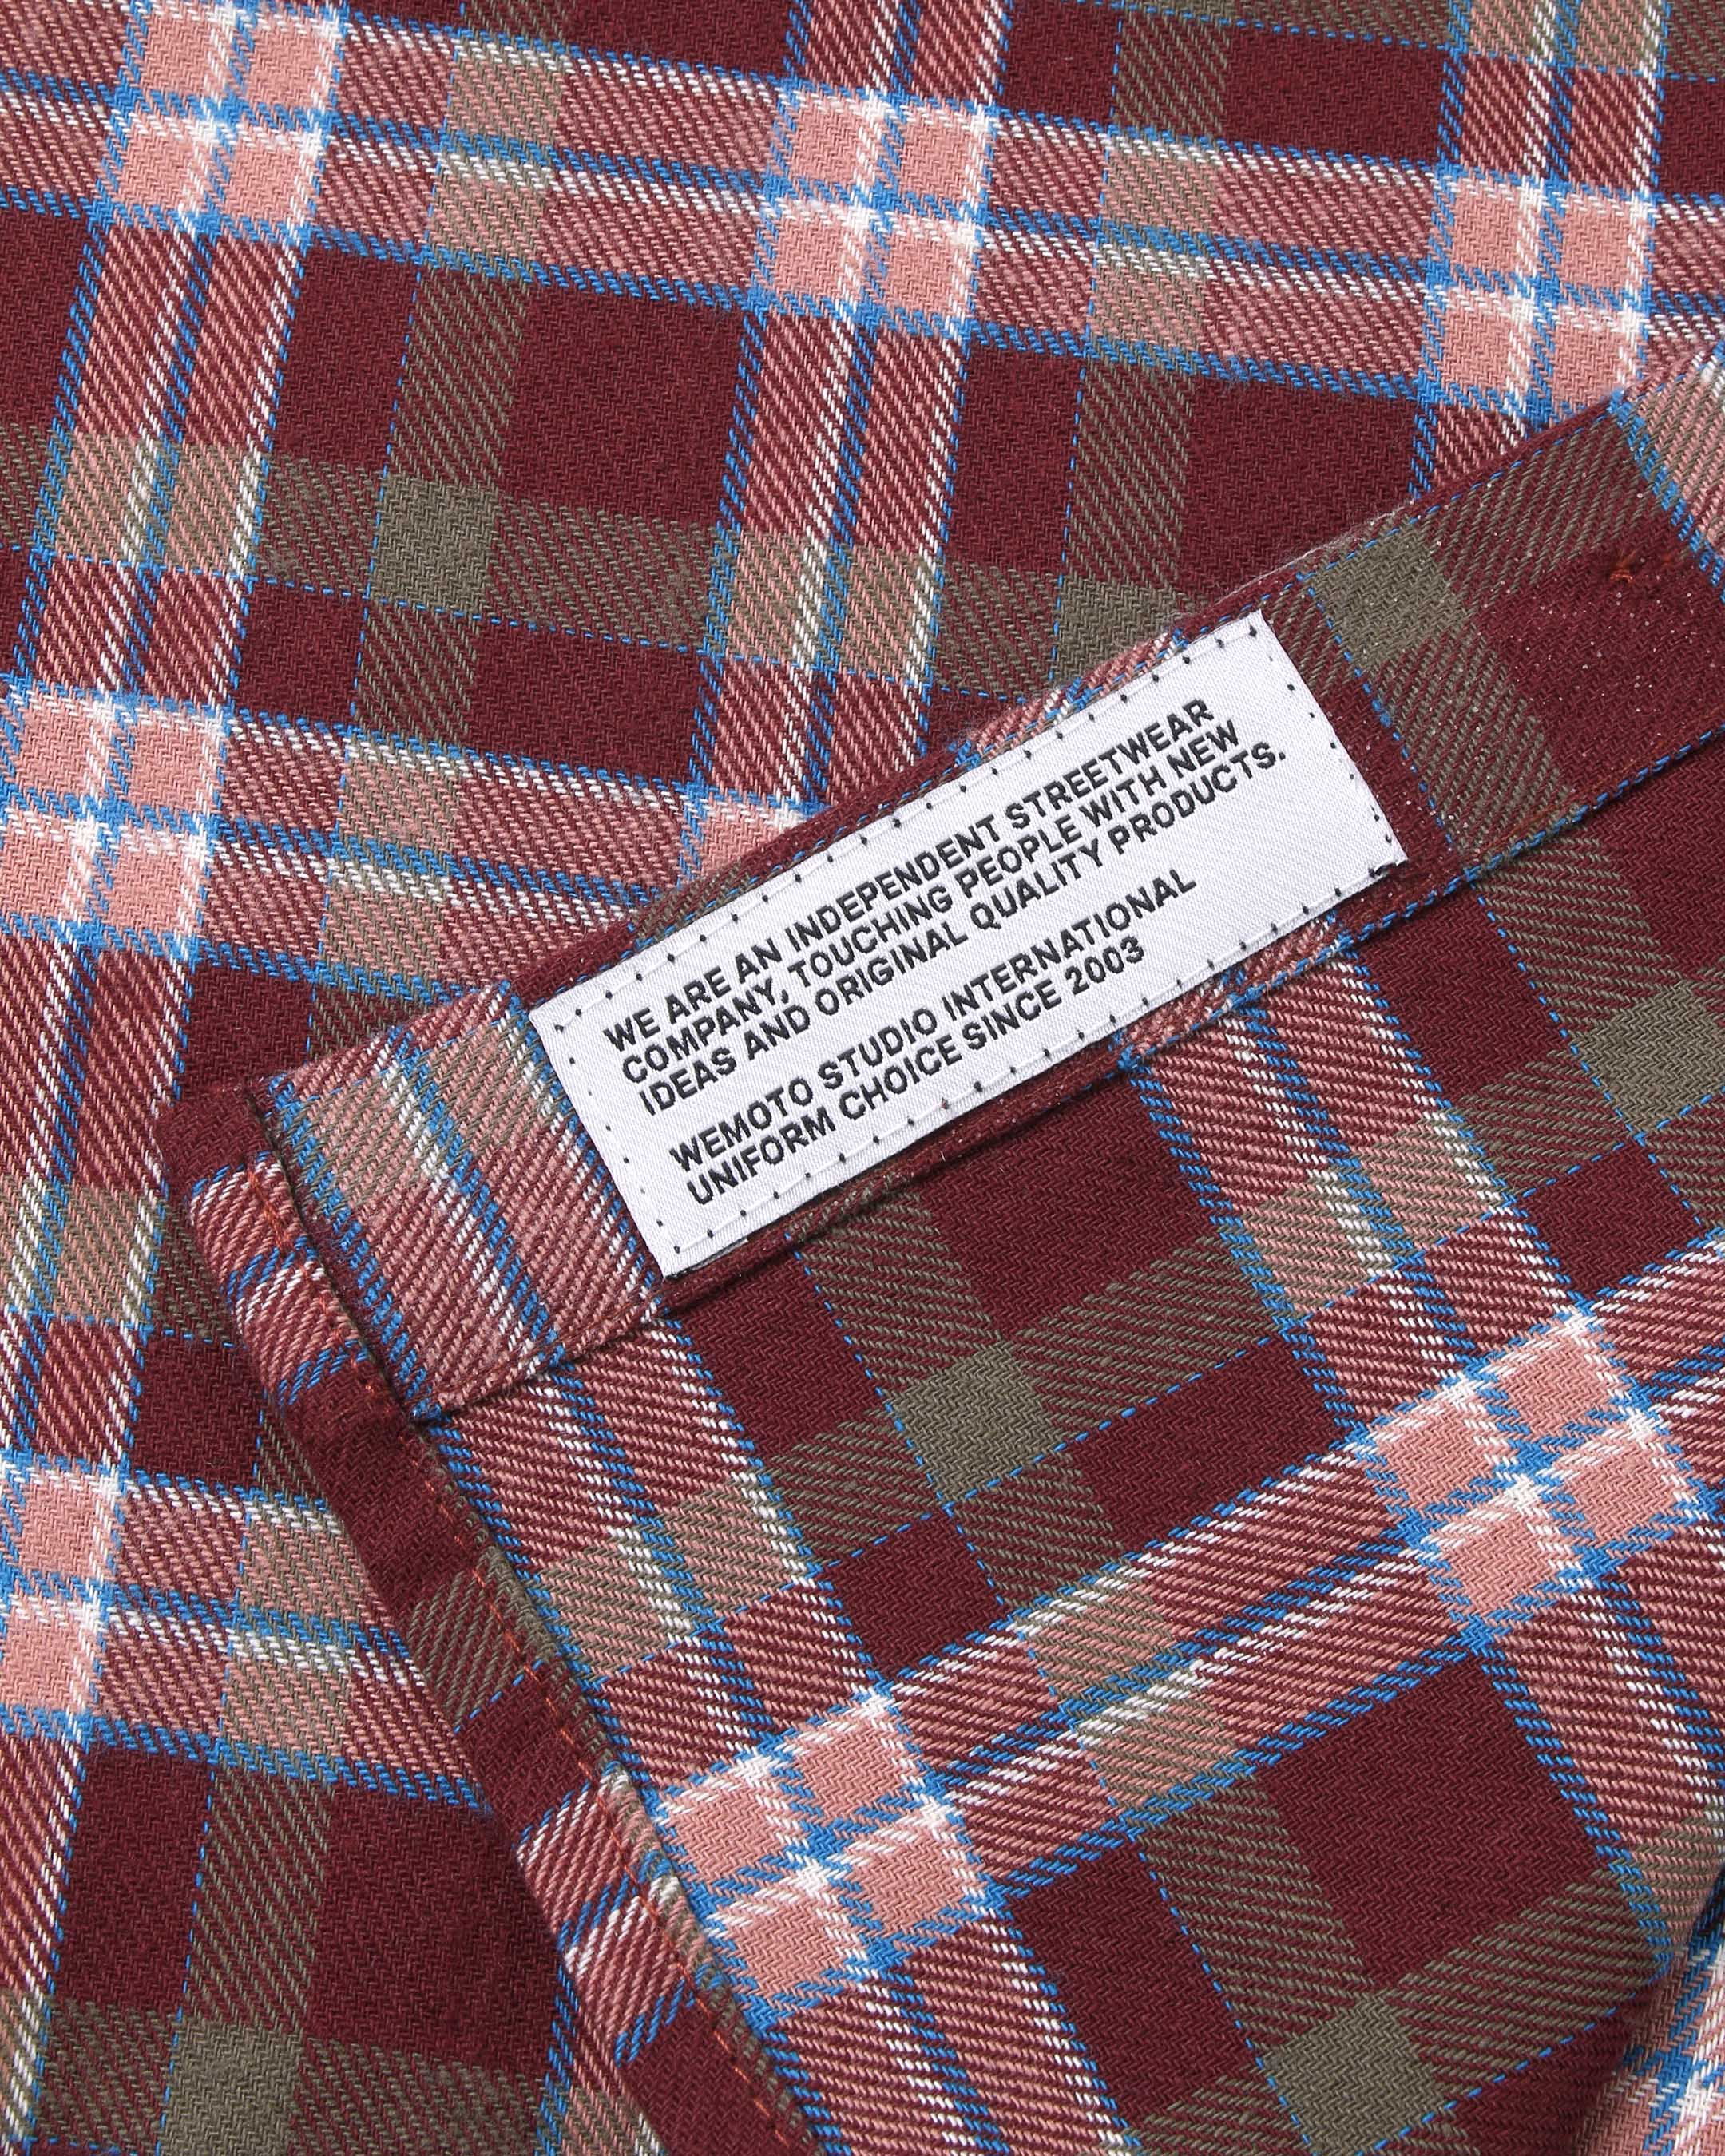 WE ARE AN INDEPENDENT STREETWEAR
COMPANY, TOUCHING PEOPLE WITH NEW
IDEAS AND ORIGINAL QUALITY PRODUCTS.
WEMOTO STUDIO INTERNATIONAL
UNIFORM CHOICE SINCE 2003